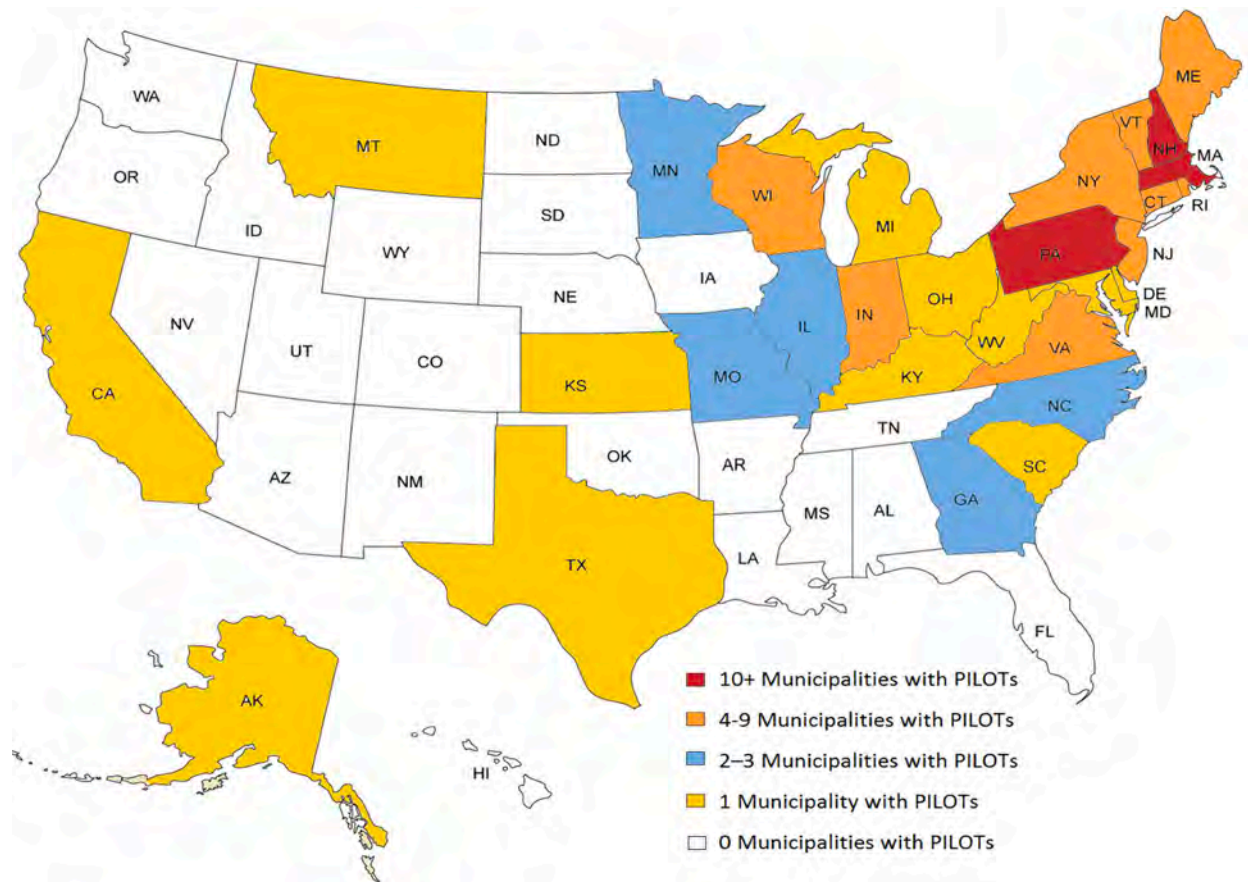 WA
OR
CA
ID
NV
MT
WY
UT
AZ
CO
NM
ND
SD
NE
KS
OK
TX
MN
IA
MO
AR
LA
WI
IL
MI
IN
OH
KY
TN
MS
AL
GA
FL
SC
NC
VA
WV
PA
NY
VT
NH
ME
MA
CT
RI
NJ
DE
MD
AK
HI
10+ Municipalities with PILOTs
4-9 Municipalities with PILOTs
2–3 Municipalities with PILOTs
1 Municipality with PILOTs
0 Municipalities with PILOTs